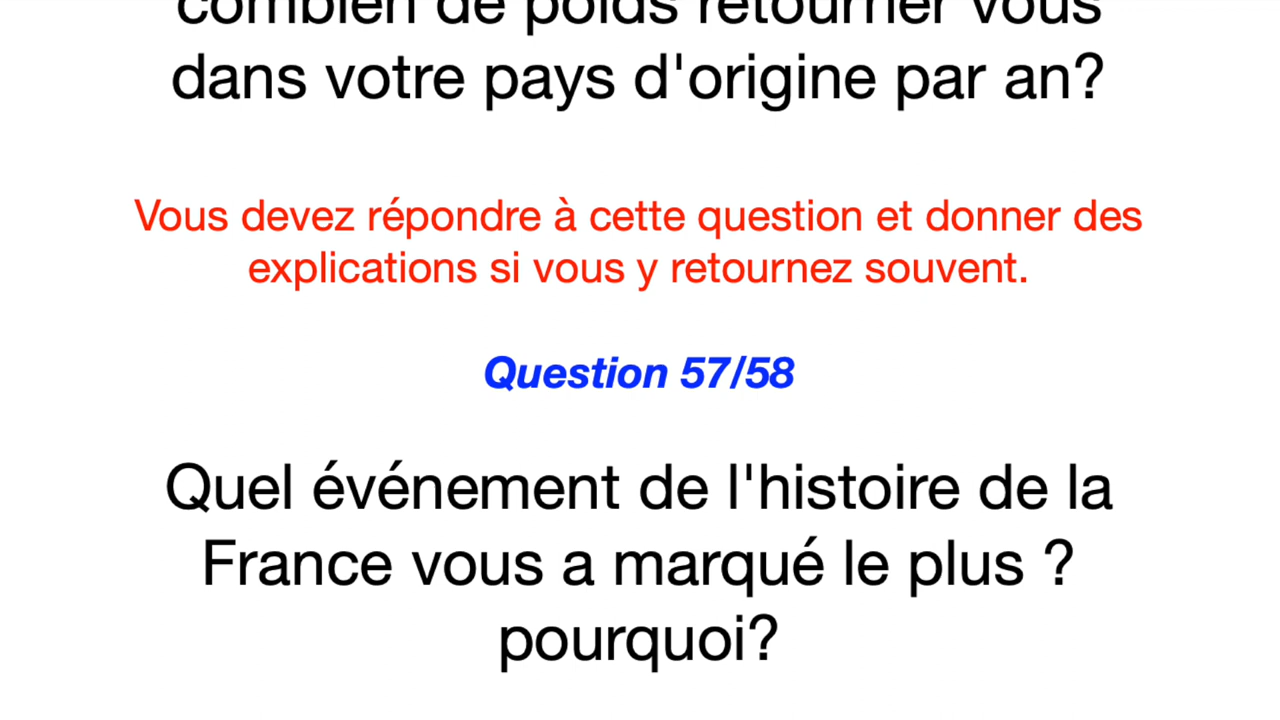 combien de poids retourner vous
dans votre pays d'origine par an?
Vous devez répondre à cette question et donner des
explications si vous y retournez souvent.
Question 57/58
Quel événement de l'histoire de la
France vous a marqué le plus ?
pourquoi?